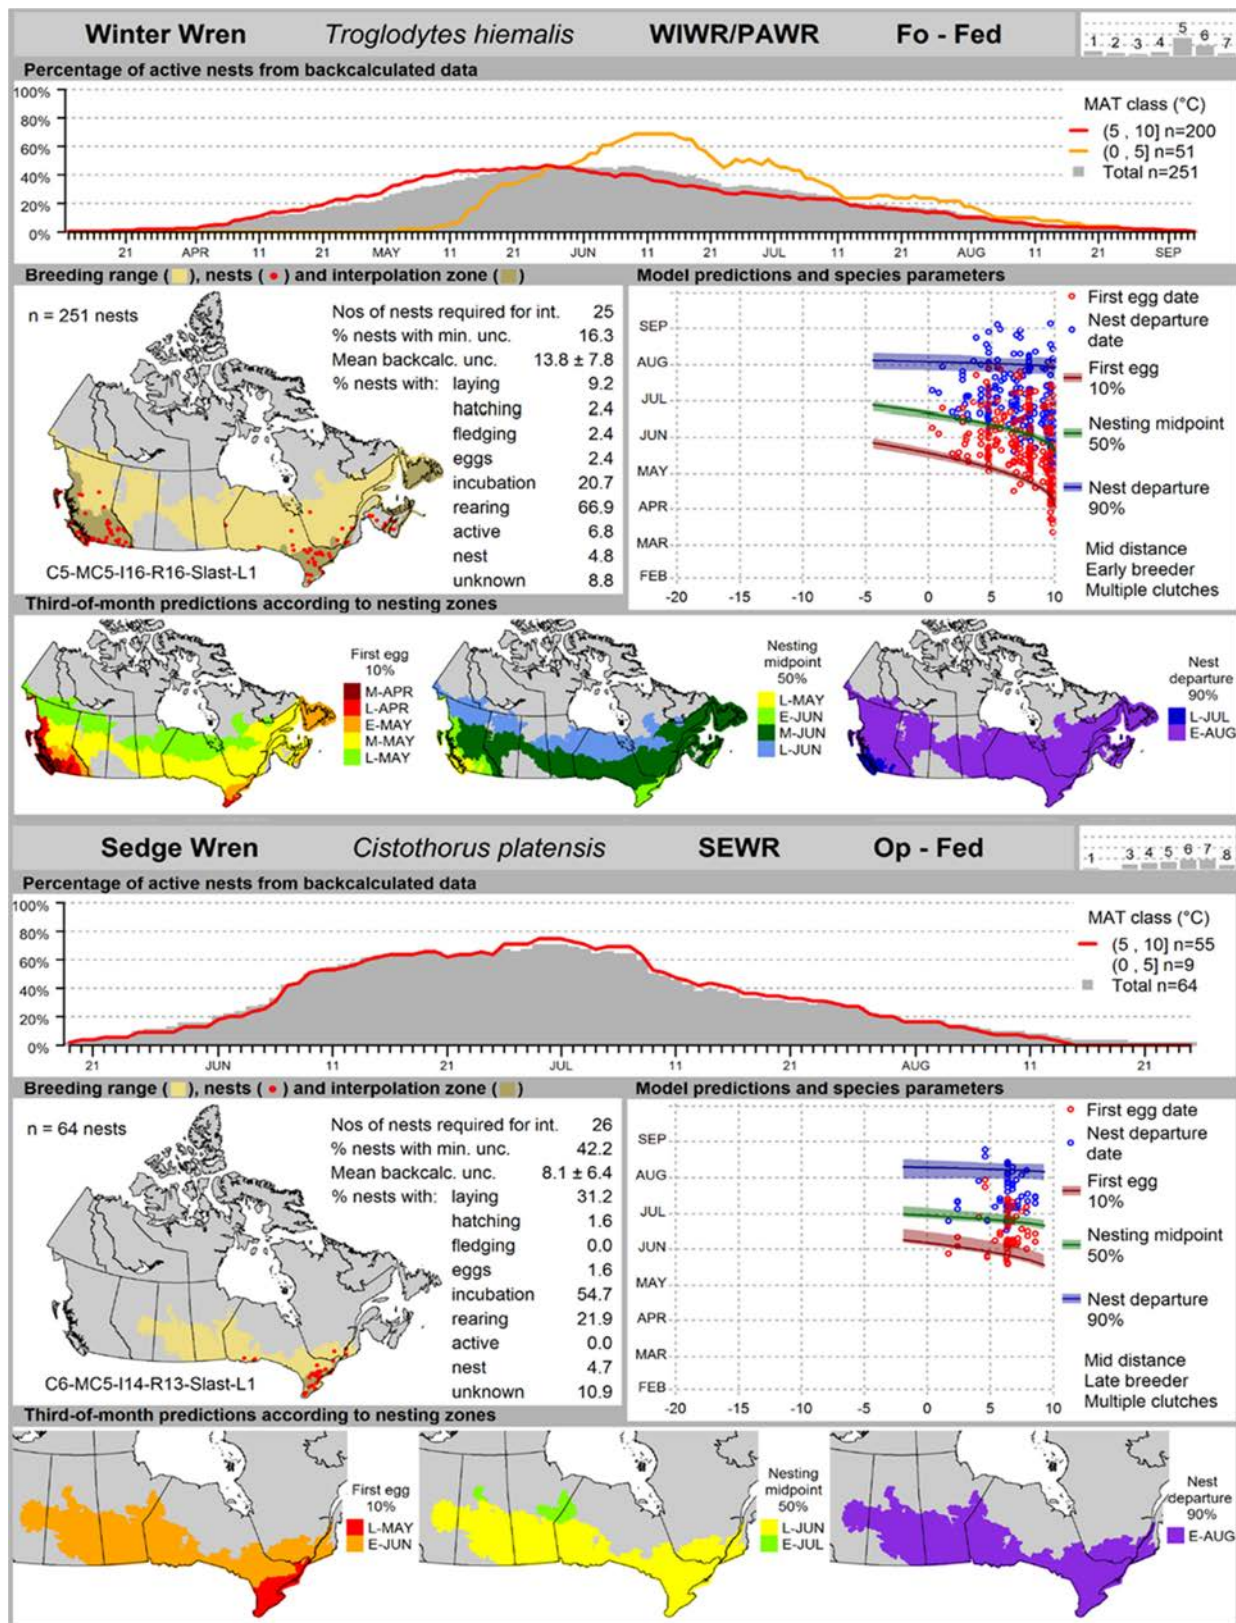 Winter Wren Troglodytes hiemalis WIWR/PAWR Fo - Fed
1 2 3 4 5 6 7
Percentage of active nests from backcalculated data
100%
80%
60%
40%
20%
0%
MAT class (°C)
(5 , 10] n=200
(0 , 5] n=51
Total n=251
21 APR 11 21 MAY 11 21 JUN 11 21 JUL 11 21 AUG 11 21 SEP
Breeding range ( ), nests ( ) and interpolation zone ( )
n = 251 nests
Nos of nests required for int. 25
% nests with min. unc. 16.3
Mean backcalc. unc. 13.8 ± 7.8
% nests with: laying 9.2
hatching 2.4
fledging 2.4
eggs 2.4
incubation 20.7
rearing 66.9
active 6.8
nest 4.8
unknown 8.8
C5-MC5-I16-R16-Slast-L1
Model predictions and species parameters
SEP
AUG
JUL
JUN
MAY
APR
MAR
FEB
-20 -15 -10 -5 0 5 10
First egg date
Nest departure
date
First egg
10%
Nesting midpoint
50%
Nest departure
90%
Mid distance
Early breeder
Multiple clutches
Third-of-month predictions according to nesting zones
First egg
10%
M-APR
L-APR
E-MAY
M-MAY
L-MAY
Nesting
midpoint
50%
L-MAY
E-JUN
M-JUN
L-JUN
Nest
departure
90%
L-JUL
E-AUG
Sedge Wren Cistothorus platensis SEWR Op - Fed
1 3 4 5 6 7 8
Percentage of active nests from backcalculated data
100%
80%
60%
40%
20%
0%
MAT class (°C)
(5 , 10] n=55
(0 , 5] n=9
Total n=64
21 JUN 11 21 JUL 11 21 AUG 11 21
Breeding range ( ), nests ( ) and interpolation zone ( )
n = 64 nests
Nos of nests required for int. 26
% nests with min. unc. 42.2
Mean backcalc. unc. 8.1 ± 6.4
% nests with: laying 31.2
hatching 1.6
fledging 0.0
eggs 1.6
incubation 54.7
rearing 21.9
active 0.0
nest 4.7
unknown 10.9
C6-MC5-I14-R13-Slast-L1
Model predictions and species parameters
SEP
AUG
JUL
JUN
MAY
APR
MAR
FEB
-20 -15 -10 -5 0 5 10
First egg date
Nest departure
date
First egg
10%
Nesting midpoint
50%
Nest departure
90%
Mid distance
Late breeder
Multiple clutches
Third-of-month predictions according to nesting zones
First egg
10%
L-MAY
E-JUN
Nesting
midpoint
50%
L-JUN
E-JUL
Nest
departure
90%
E-AUG